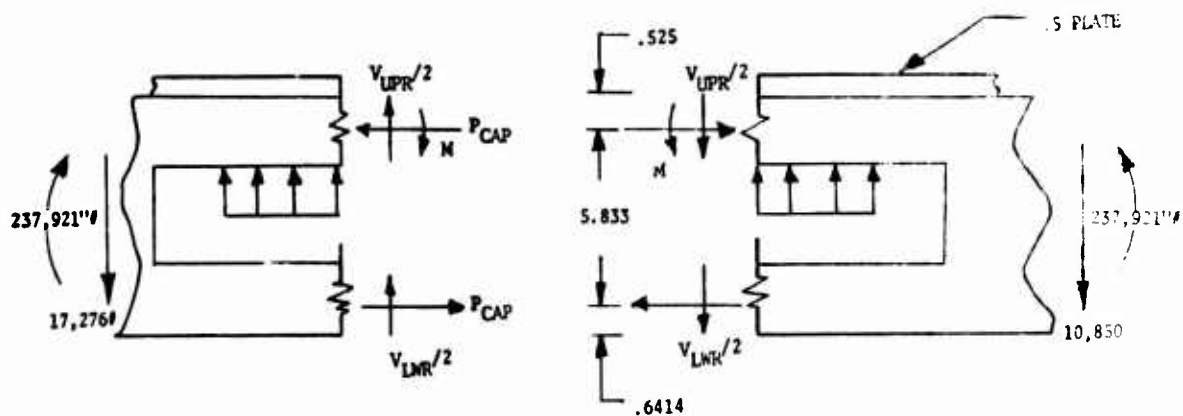 .525
.5 PLATE
V_UPR/2
V_UPR/2
P_CAP
M
M
237,921"#
5.833
237,921"#
17,276#
P_CAP
10,850
V_LWR/2
V_LWR/2
.6414